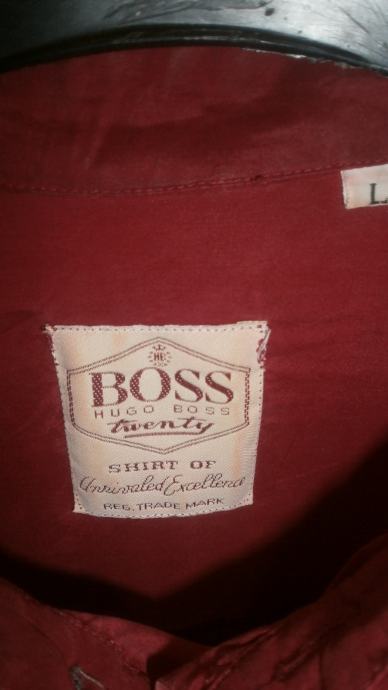 L
HB
BOSS
HUGO BOSS
twenty
SHIRT OF
Unrivaled Excellence
REG. TRADE MARK